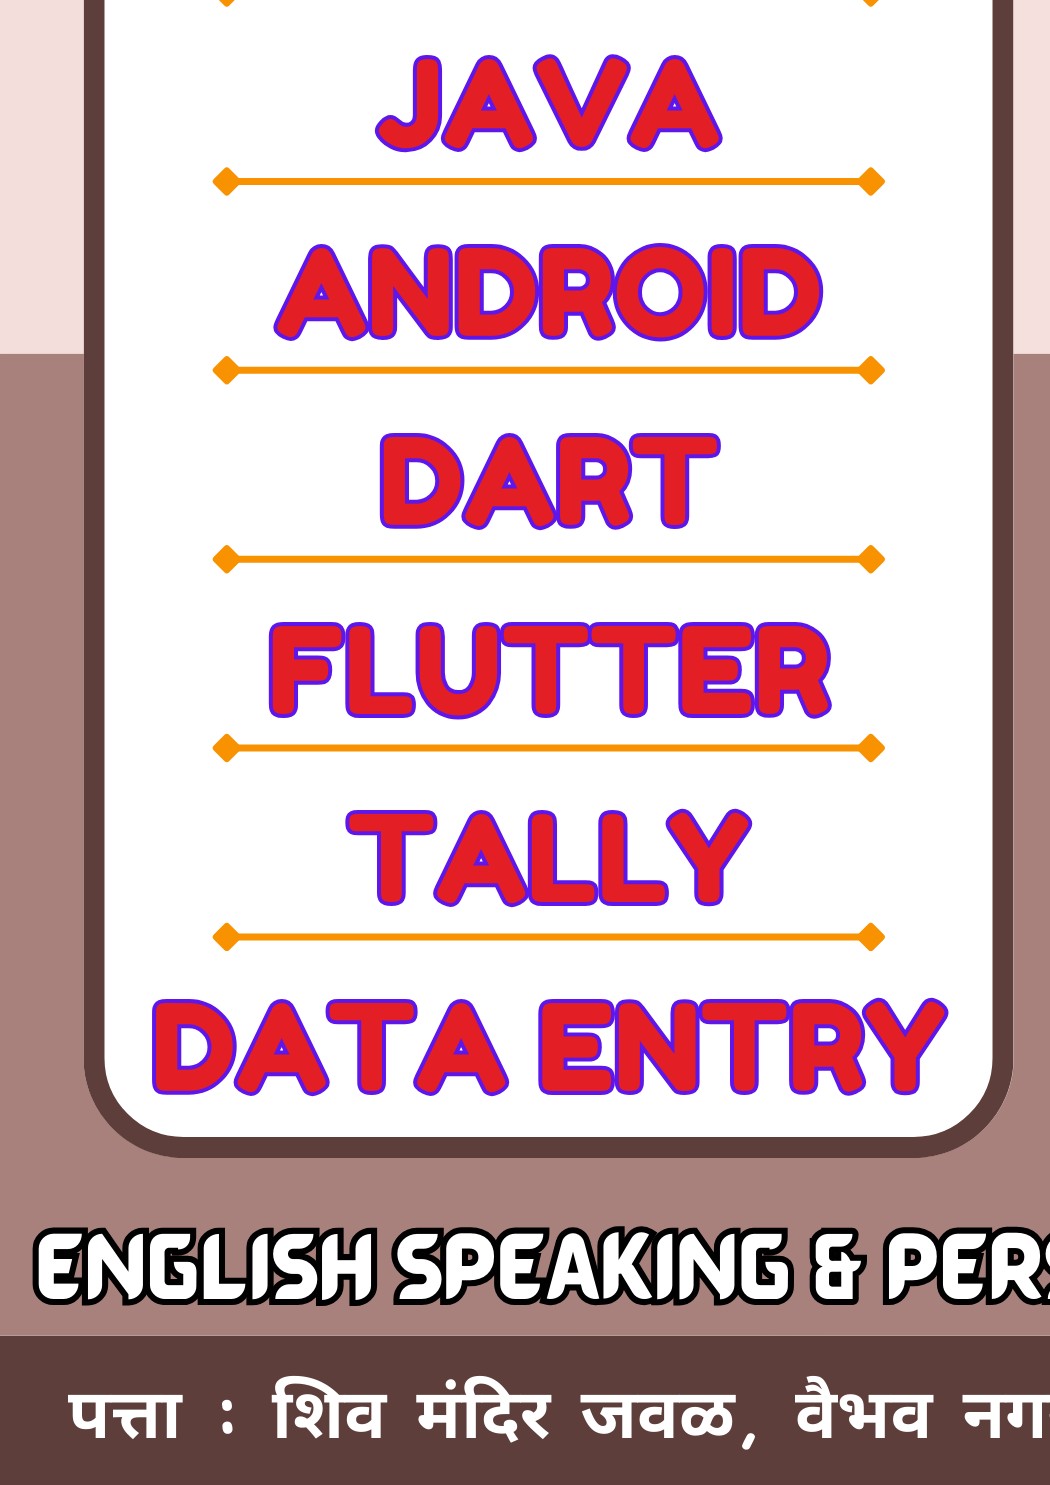 JAVA
ANDROID
DART
FLUTTER
TALLY
DATA ENTRY
ENGLISH SPEAKING &
पत्ता : शिव मंदिर जवळ, वैभव